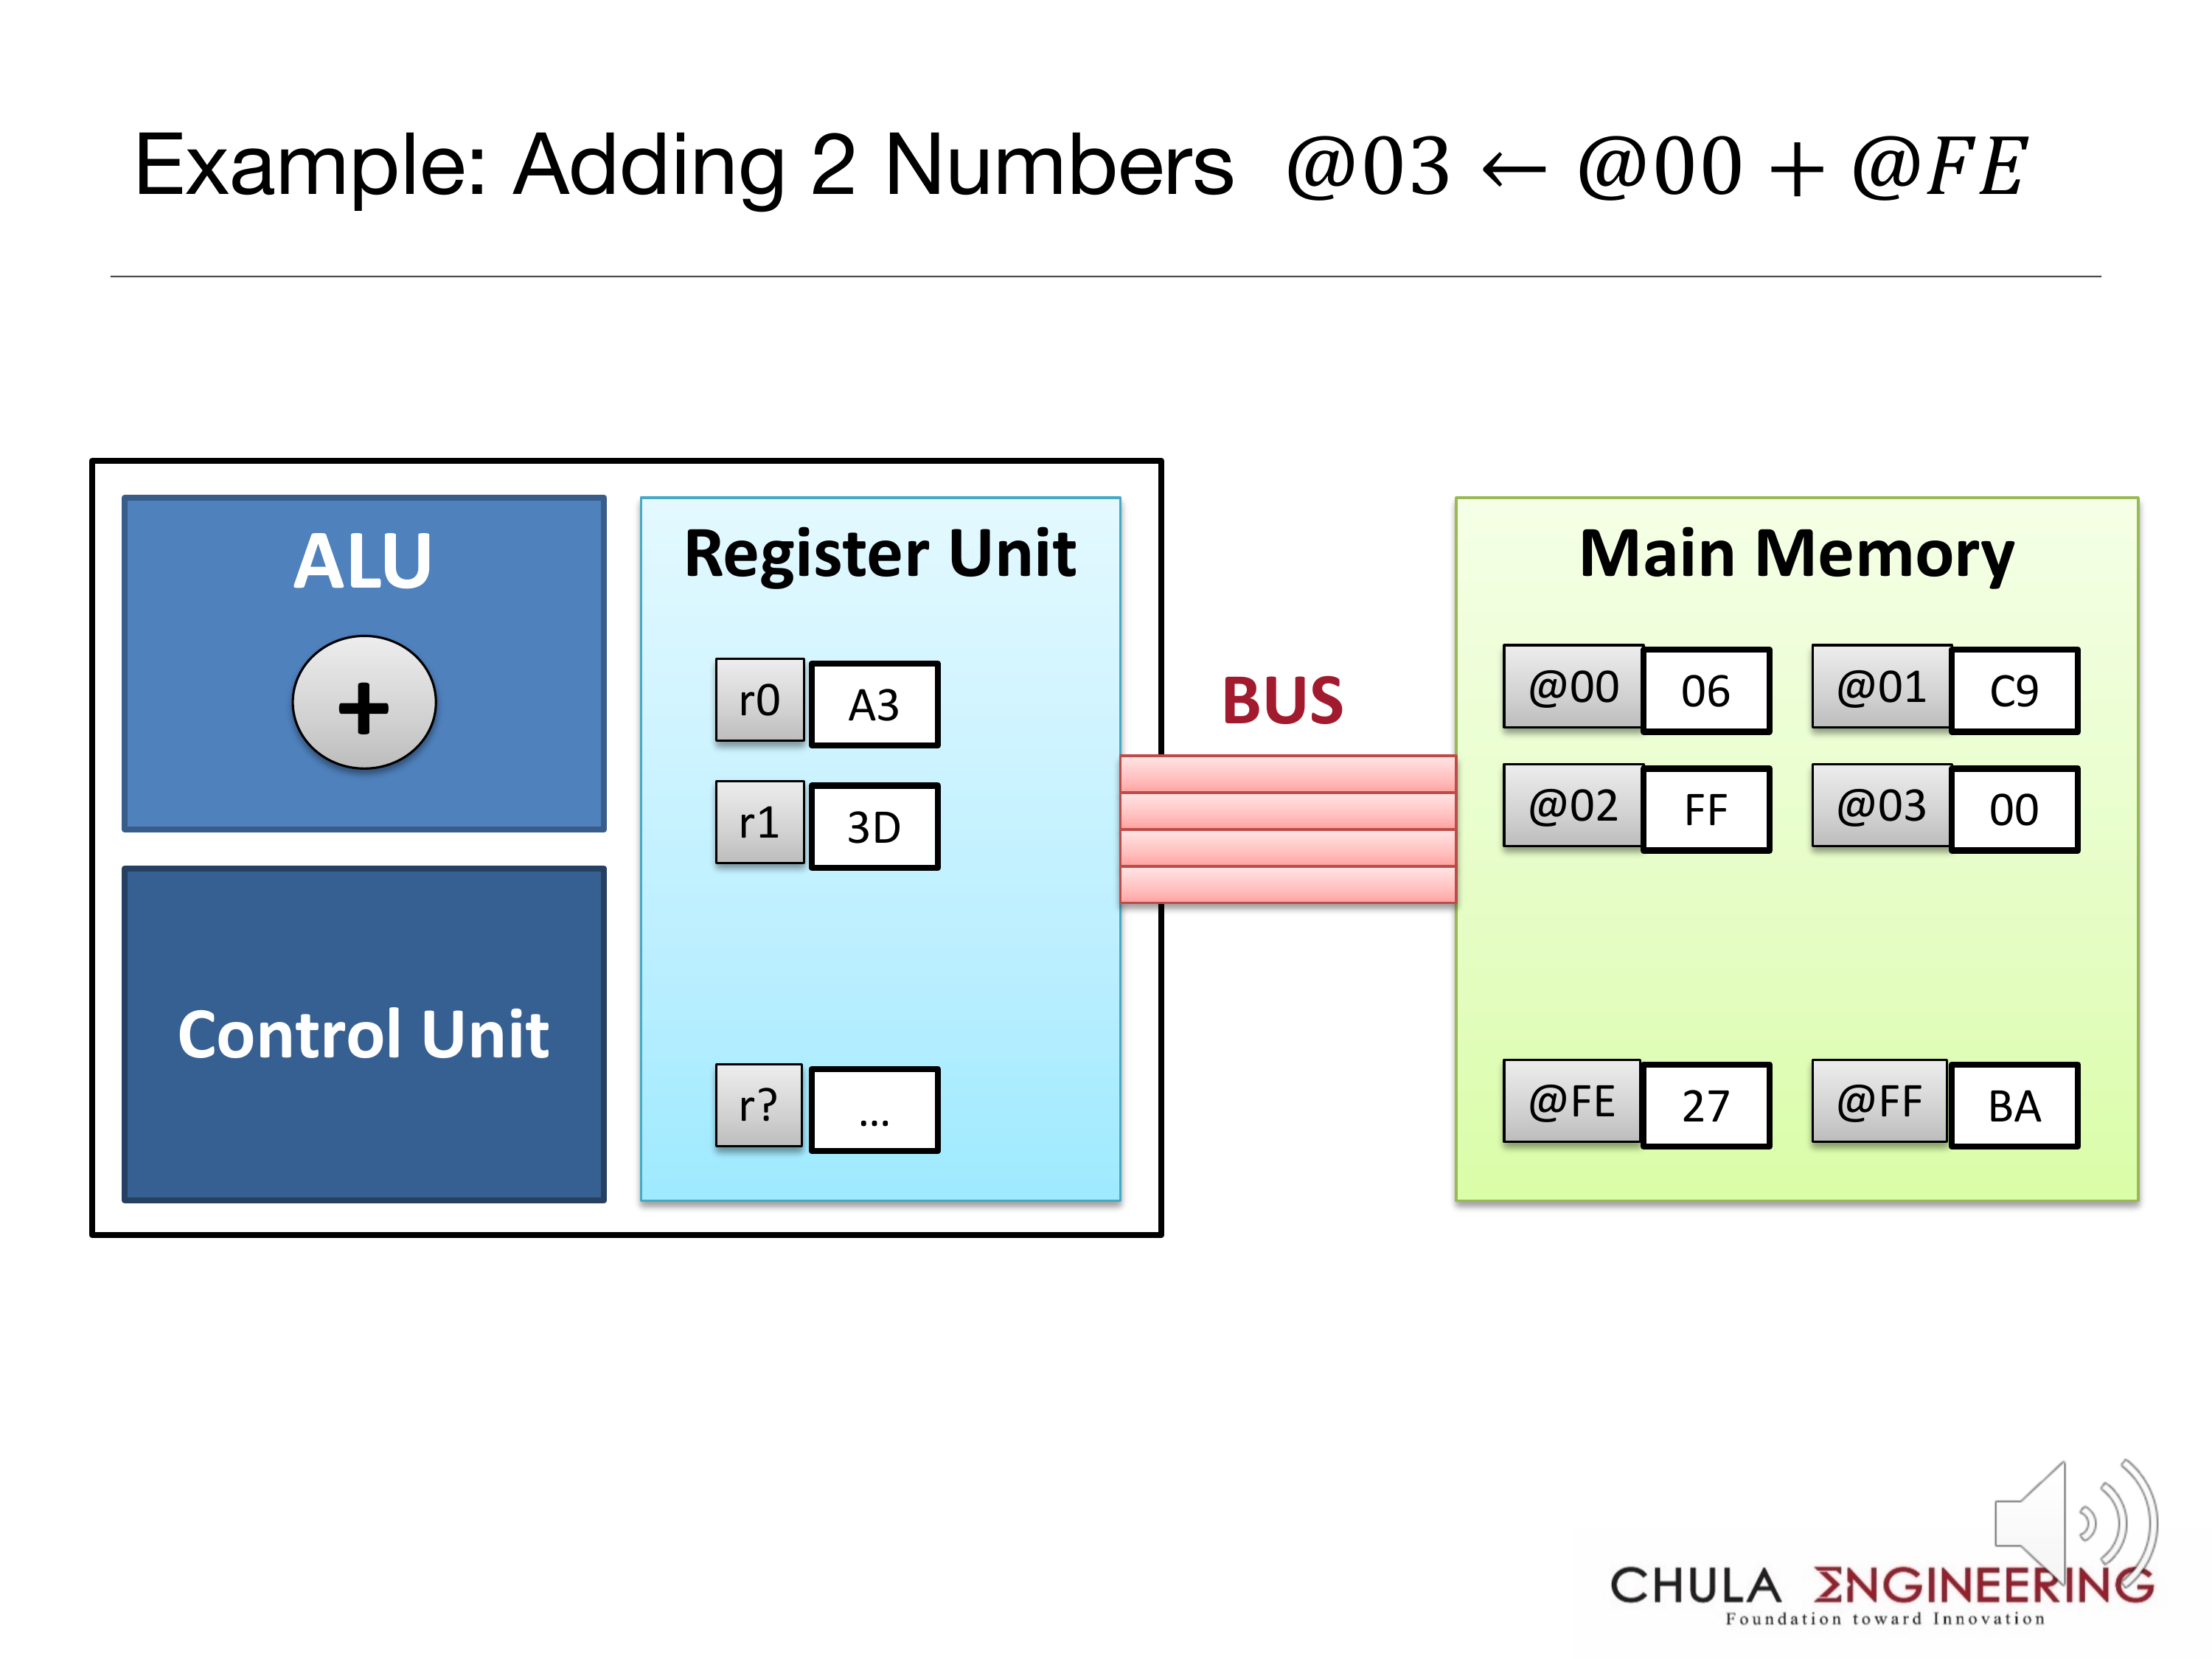 Example: Adding 2 Numbers @03 ← @00 + @FE
ALU
+
Control Unit
Register Unit
r0 A3
r1 3D
r? ...
BUS
Main Memory
@00 06 @01 C9
@02 FF @03 00
@FE 27 @FF BA
CHULA ΣNGINEERING
Foundation toward Innovation